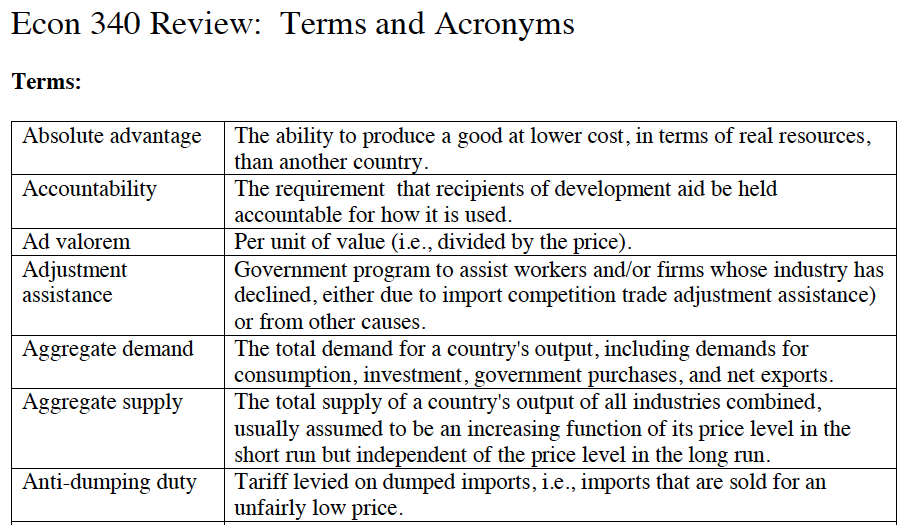 Econ 340 Review:  Terms and Acronyms
Terms:
Absolute advantage
The ability to produce a good at lower cost, in terms of real resources,
than another country.
Accountability
The requirement  that recipients of development aid be held
accountable for how it is used.
Ad valorem
Per unit of value (i.e., divided by the price).
Adjustment
assistance
Government program to assist workers and/or firms whose industry has
declined, either due to import competition trade adjustment assistance)
or from other causes.
Aggregate demand
The total demand for a country's output, including demands for
consumption, investment, government purchases, and net exports.
Aggregate supply
The total supply of a country's output of all industries combined,
usually assumed to be an increasing function of its price level in the
short run but independent of the price level in the long run.
Anti-dumping duty
Tariff levied on dumped imports, i.e., imports that are sold for an
unfairly low price.